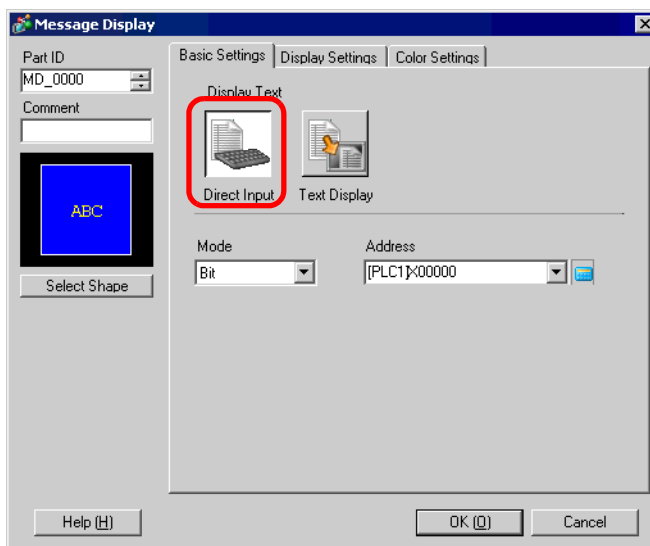 Message Display
Part ID
MD_0000
Comment
ABC
Select Shape
Basic Settings
Display Settings
Color Settings
Display Text
Direct Input
Text Display
Mode
Address
Bit
[PLC1]X00000
Help (H)
OK (O)
Cancel